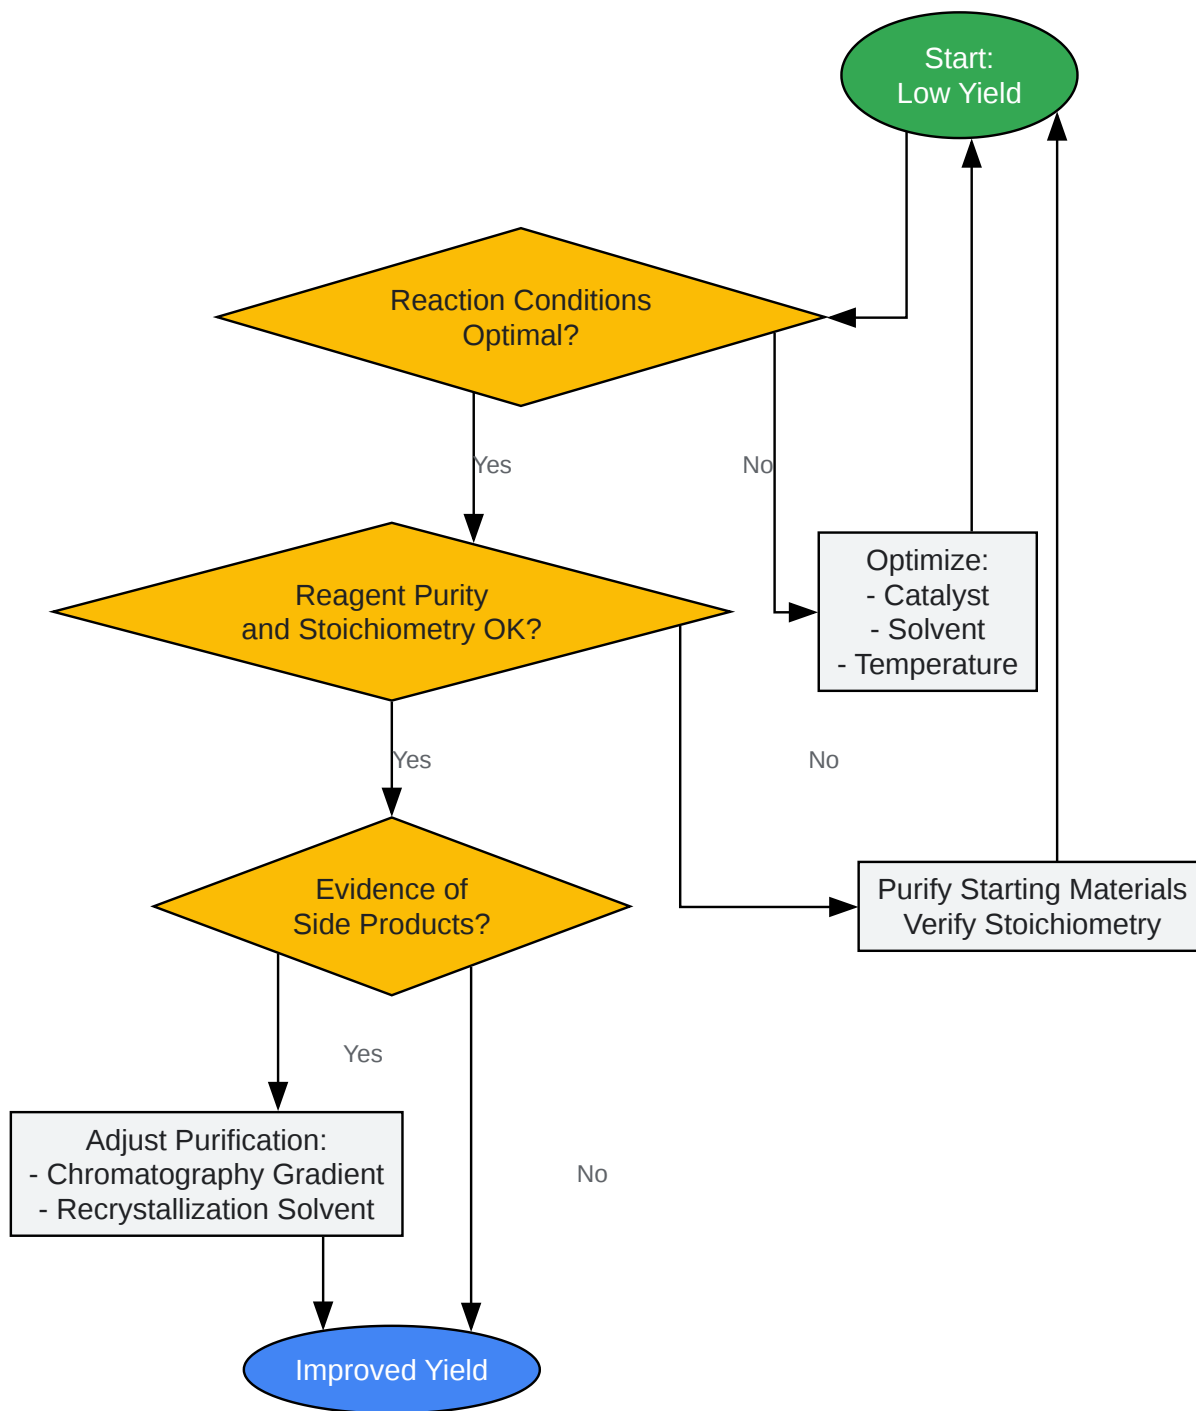 Start:
Low Yield
Reaction Conditions
Optimal?
Yes
No
Reagent Purity
and Stoichiometry OK?
Optimize:
- Catalyst
- Solvent
- Temperature
Yes
No
Evidence of
Side Products?
Purify Starting Materials
Verify Stoichiometry
Yes
Adjust Purification:
- Chromatography Gradient
- Recrystallization Solvent
No
Improved Yield